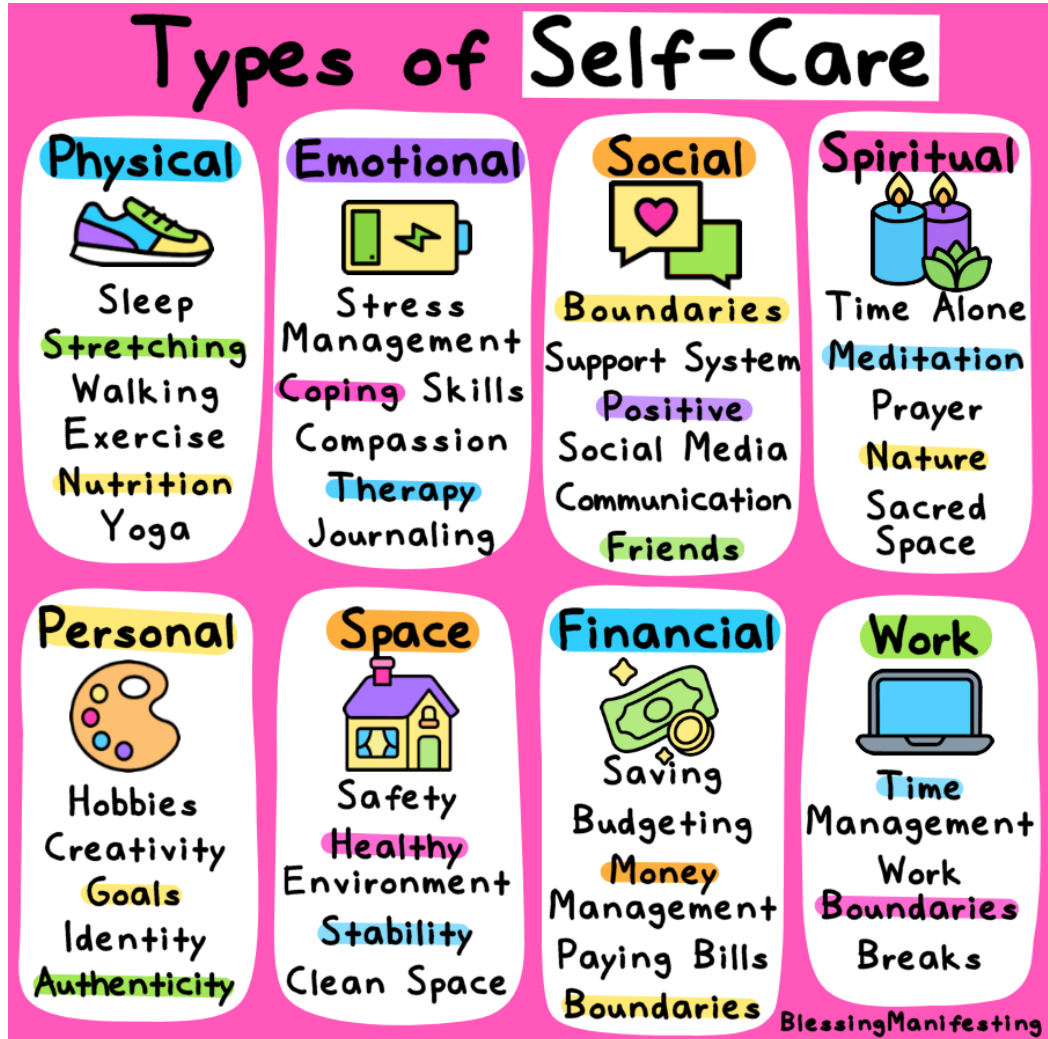 Types of Self-Care
Physical
Sleep
Stretching
Walking
Exercise
Nutrition
Yoga
Emotional
Stress
Management
Coping Skills
Compassion
Therapy
Journaling
Social
Boundaries
Support System
Positive
Social Media
Communication
Friends
Spiritual
Time Alone
Meditation
Prayer
Nature
Sacred
Space
Personal
Hobbies
Creativity
Goals
Identity
Authenticity
Space
Safety
Healthy
Environment
Stability
Clean Space
Financial
Saving
Budgeting
Money
Management
Paying Bills
Boundaries
Work
Time
Management
Work
Boundaries
Breaks
BlessingManifesting